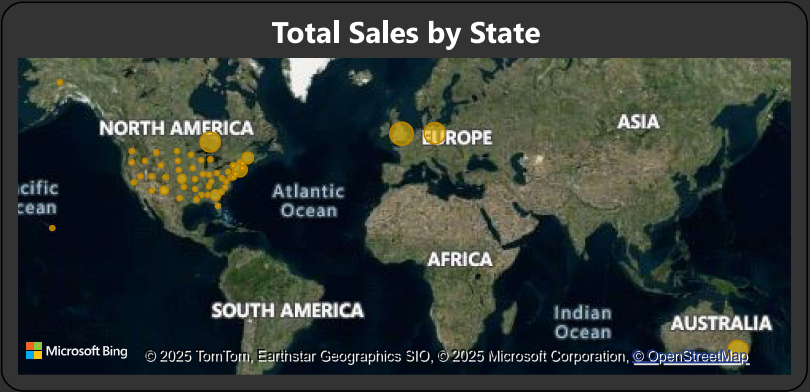 Total Sales by State
NORTH AMERICA
EUROPE
ASIA
cific
cean
Atlantic
Ocean
AFRICA
SOUTH AMERICA
Indian
Ocean
AUSTRALIA
Microsoft Bing
© 2025 TomTom, Earthstar Geographics SIO, © 2025 Microsoft Corporation, © OpenStreetMap